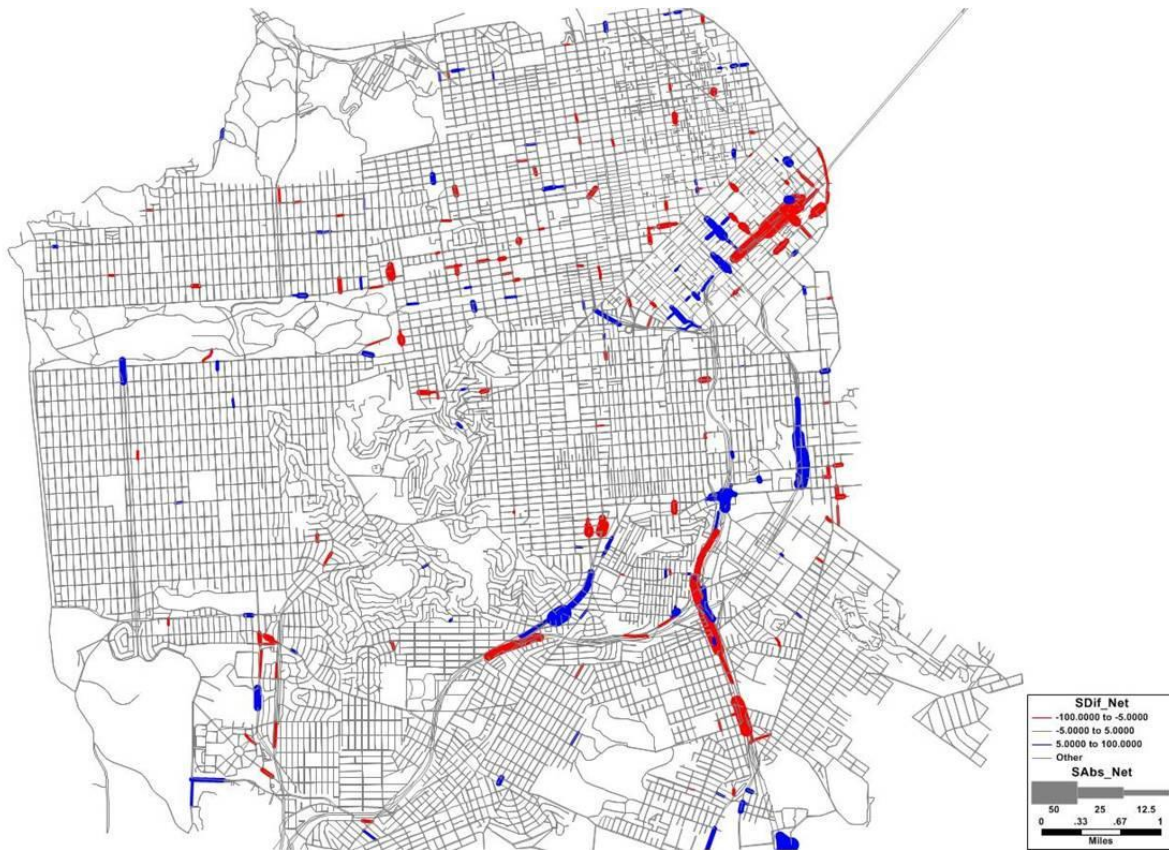 SDif_Net
-100.0000 to -5.0000
-5.0000 to 5.0000
5.0000 to 100.0000
Other
SAbs_Net
50 25 12.5
0 .33 .67 1
Miles